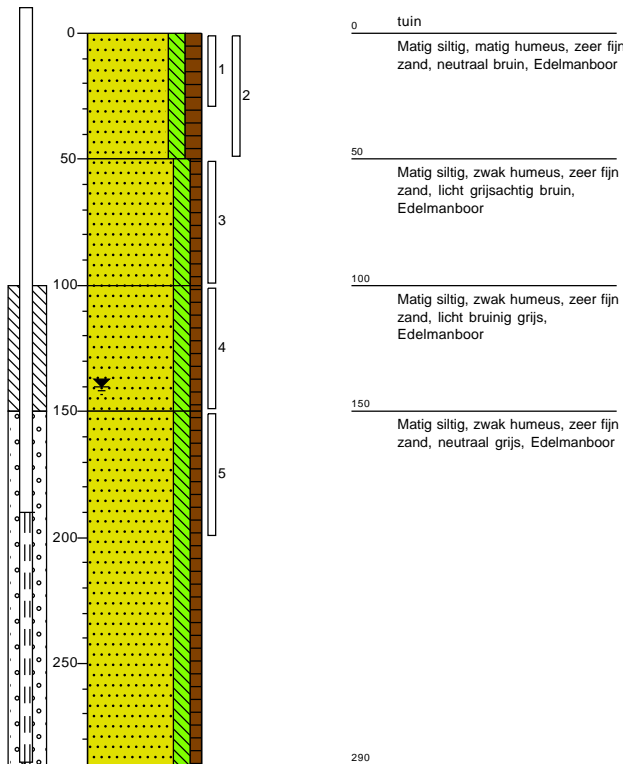 0
50
100
150
200
250
1
2
3
4
5
0 tuin
Matig siltig, matig humeus, zeer fijn
zand, neutraal bruin, Edelmanboor
50
Matig siltig, zwak humeus, zeer fijn
zand, licht grijsachtig bruin,
Edelmanboor
100
Matig siltig, zwak humeus, zeer fijn
zand, licht bruinig grijs,
Edelmanboor
150
Matig siltig, zwak humeus, zeer fijn
zand, neutraal grijs, Edelmanboor
290